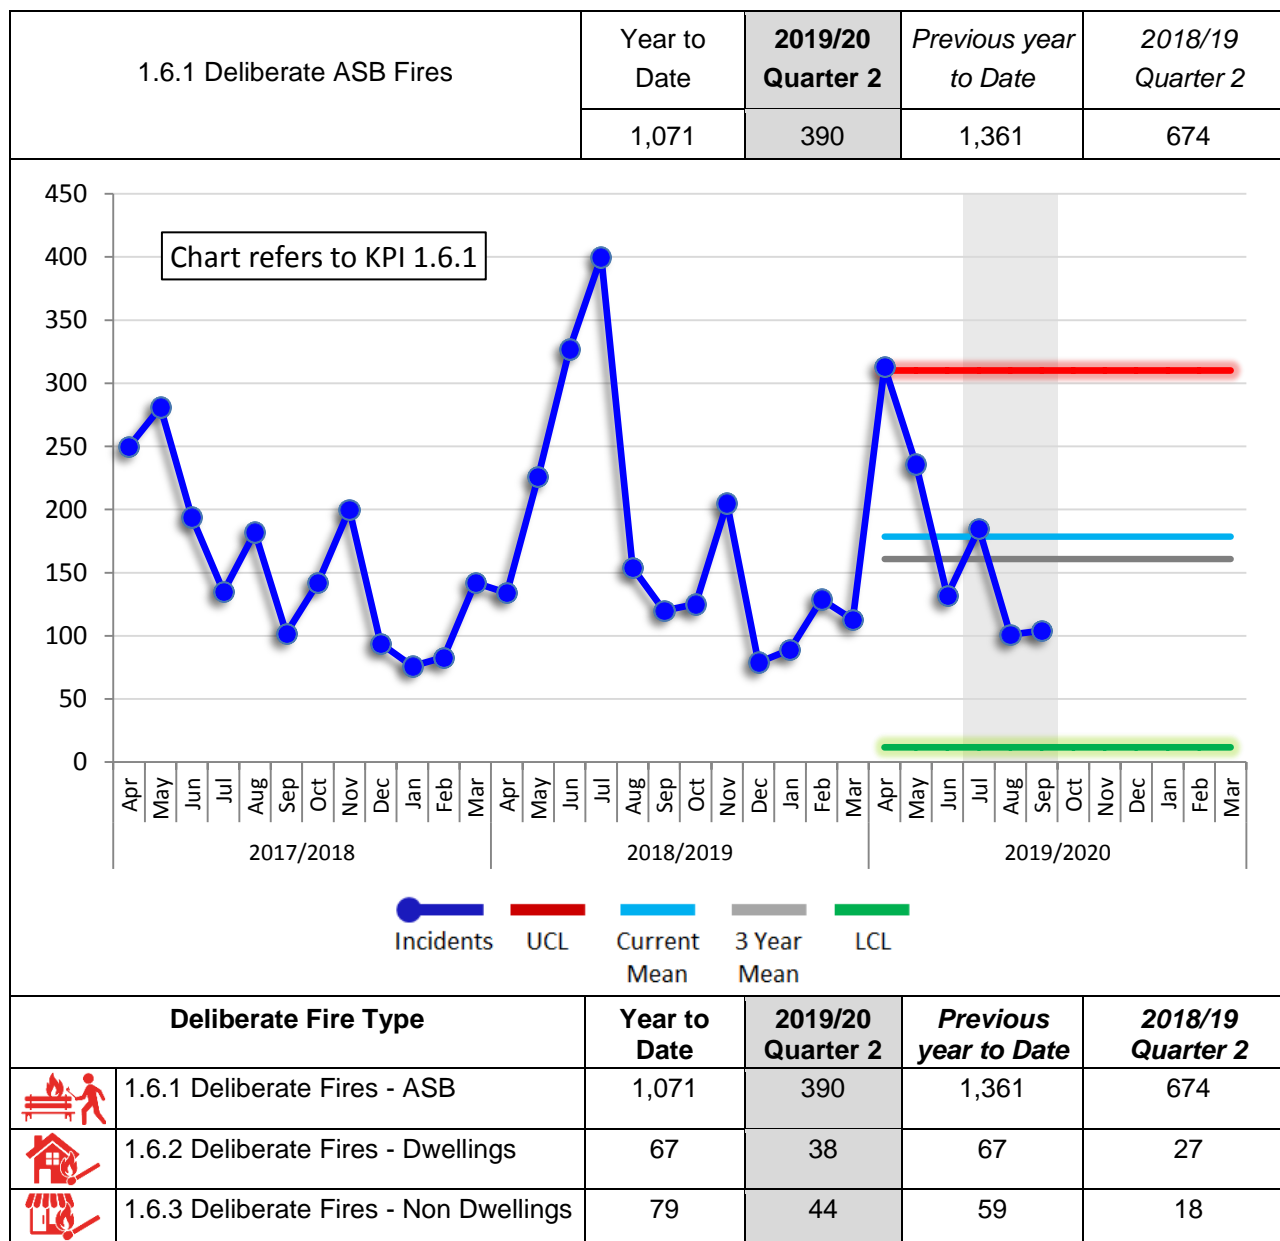 1.6.1 Deliberate ASB Fires
Year to Date
2019/20 Quarter 2
Previous year to Date
2018/19 Quarter 2
1,071 390 1,361 674
450
400
350
300
250
200
150
100
50
0
Chart refers to KPI 1.6.1
Apr May Jun Jul Aug Sep Oct Nov Dec Jan Feb Mar Apr May Jun Jul Aug Sep Oct Nov Dec Jan Feb Mar Apr May Jun Jul Aug Sep Oct Nov Dec Jan Feb Mar
2017/2018 2018/2019 2019/2020
Incidents
UCL
Current Mean
3 Year Mean
LCL
Deliberate Fire Type
Year to Date
2019/20 Quarter 2
Previous year to Date
2018/19 Quarter 2
1.6.1 Deliberate Fires - ASB 1,071 390 1,361 674
1.6.2 Deliberate Fires - Dwellings 67 38 67 27
1.6.3 Deliberate Fires - Non Dwellings 79 44 59 18